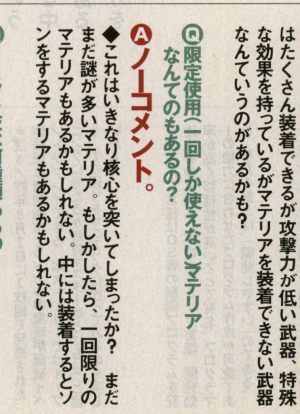 はたくさん装着できるが攻撃力が低い武器、特殊
な効果を持っているがマテリアを装着できない武器
なんていうのがあるかも？
Q限定使用(一回しか使えない)マテリア
なんてのもあるの？
Aノーコメント。
◆これはいきなり核心を突いてしまったか？　まだ
まだ謎が多いマテリア。もしかしたら、一回限りの
マテリアもあるかもしれない。中には装着するとソ
ンをするマテリアもあるかもしれない。